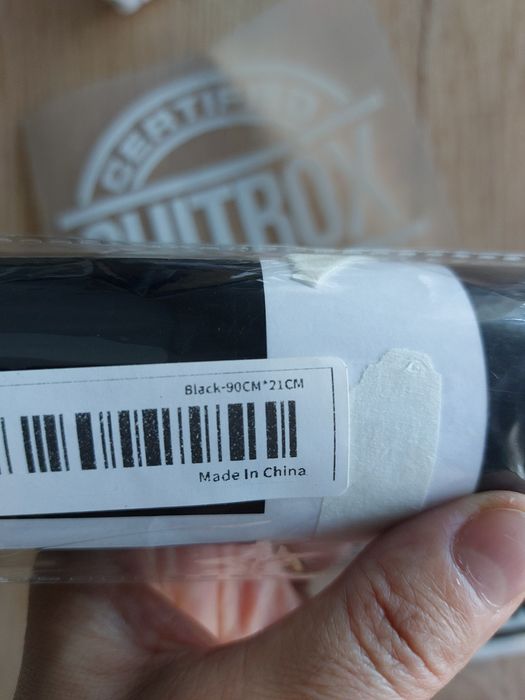 CERTIFIED
Black-90CM*21CM
Made In China